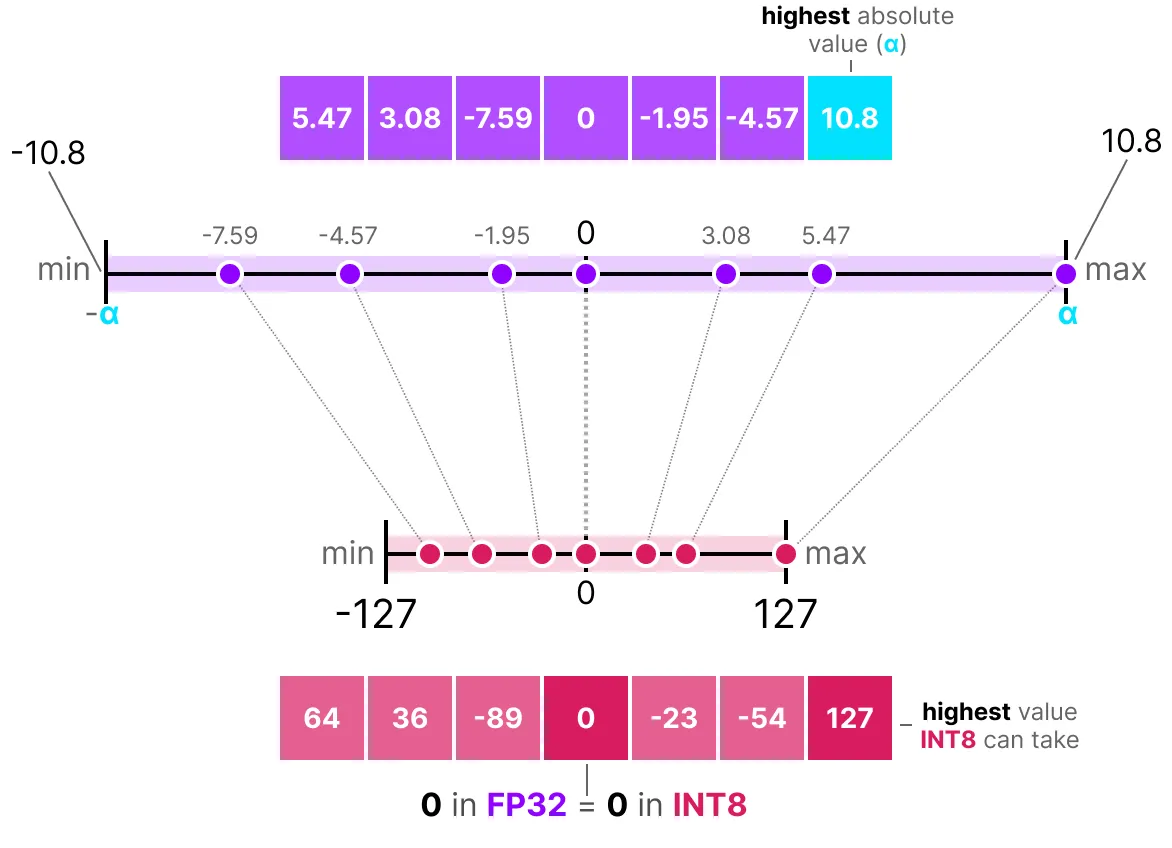 highest absolute
value (α)
5.47 3.08 -7.59 0 -1.95 -4.57 10.8
-10.8 10.8
-7.59 -4.57 -1.95 0 3.08 5.47
min max
-α α
min max
-127 0 127
64 36 -89 0 -23 -54 127
highest value
INT8 can take
0 in FP32 = 0 in INT8